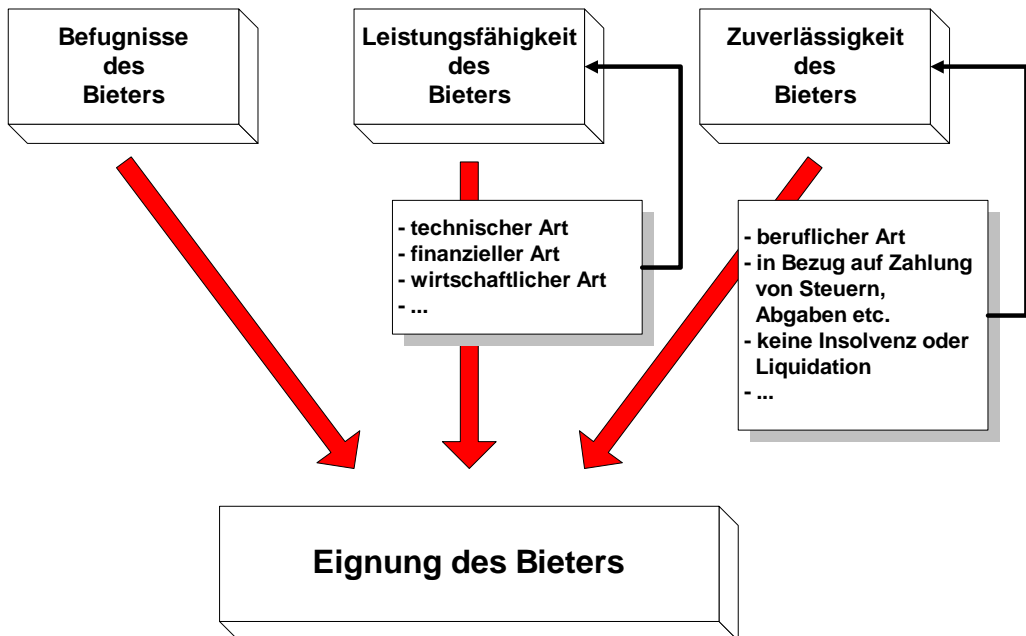 Befugnisse
des
Bieters
Leistungsfähigkeit
des
Bieters
Zuverlässigkeit
des
Bieters
- technischer Art
- finanzieller Art
- wirtschaftlicher Art
- ...
- beruflicher Art
- in Bezug auf Zahlung
von Steuern,
Abgaben etc.
- keine Insolvenz oder
Liquidation
- ...
Eignung des Bieters